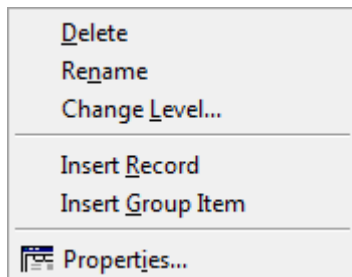 Delete
Rename
Change Level...
Insert Record
Insert Group Item
Properties...